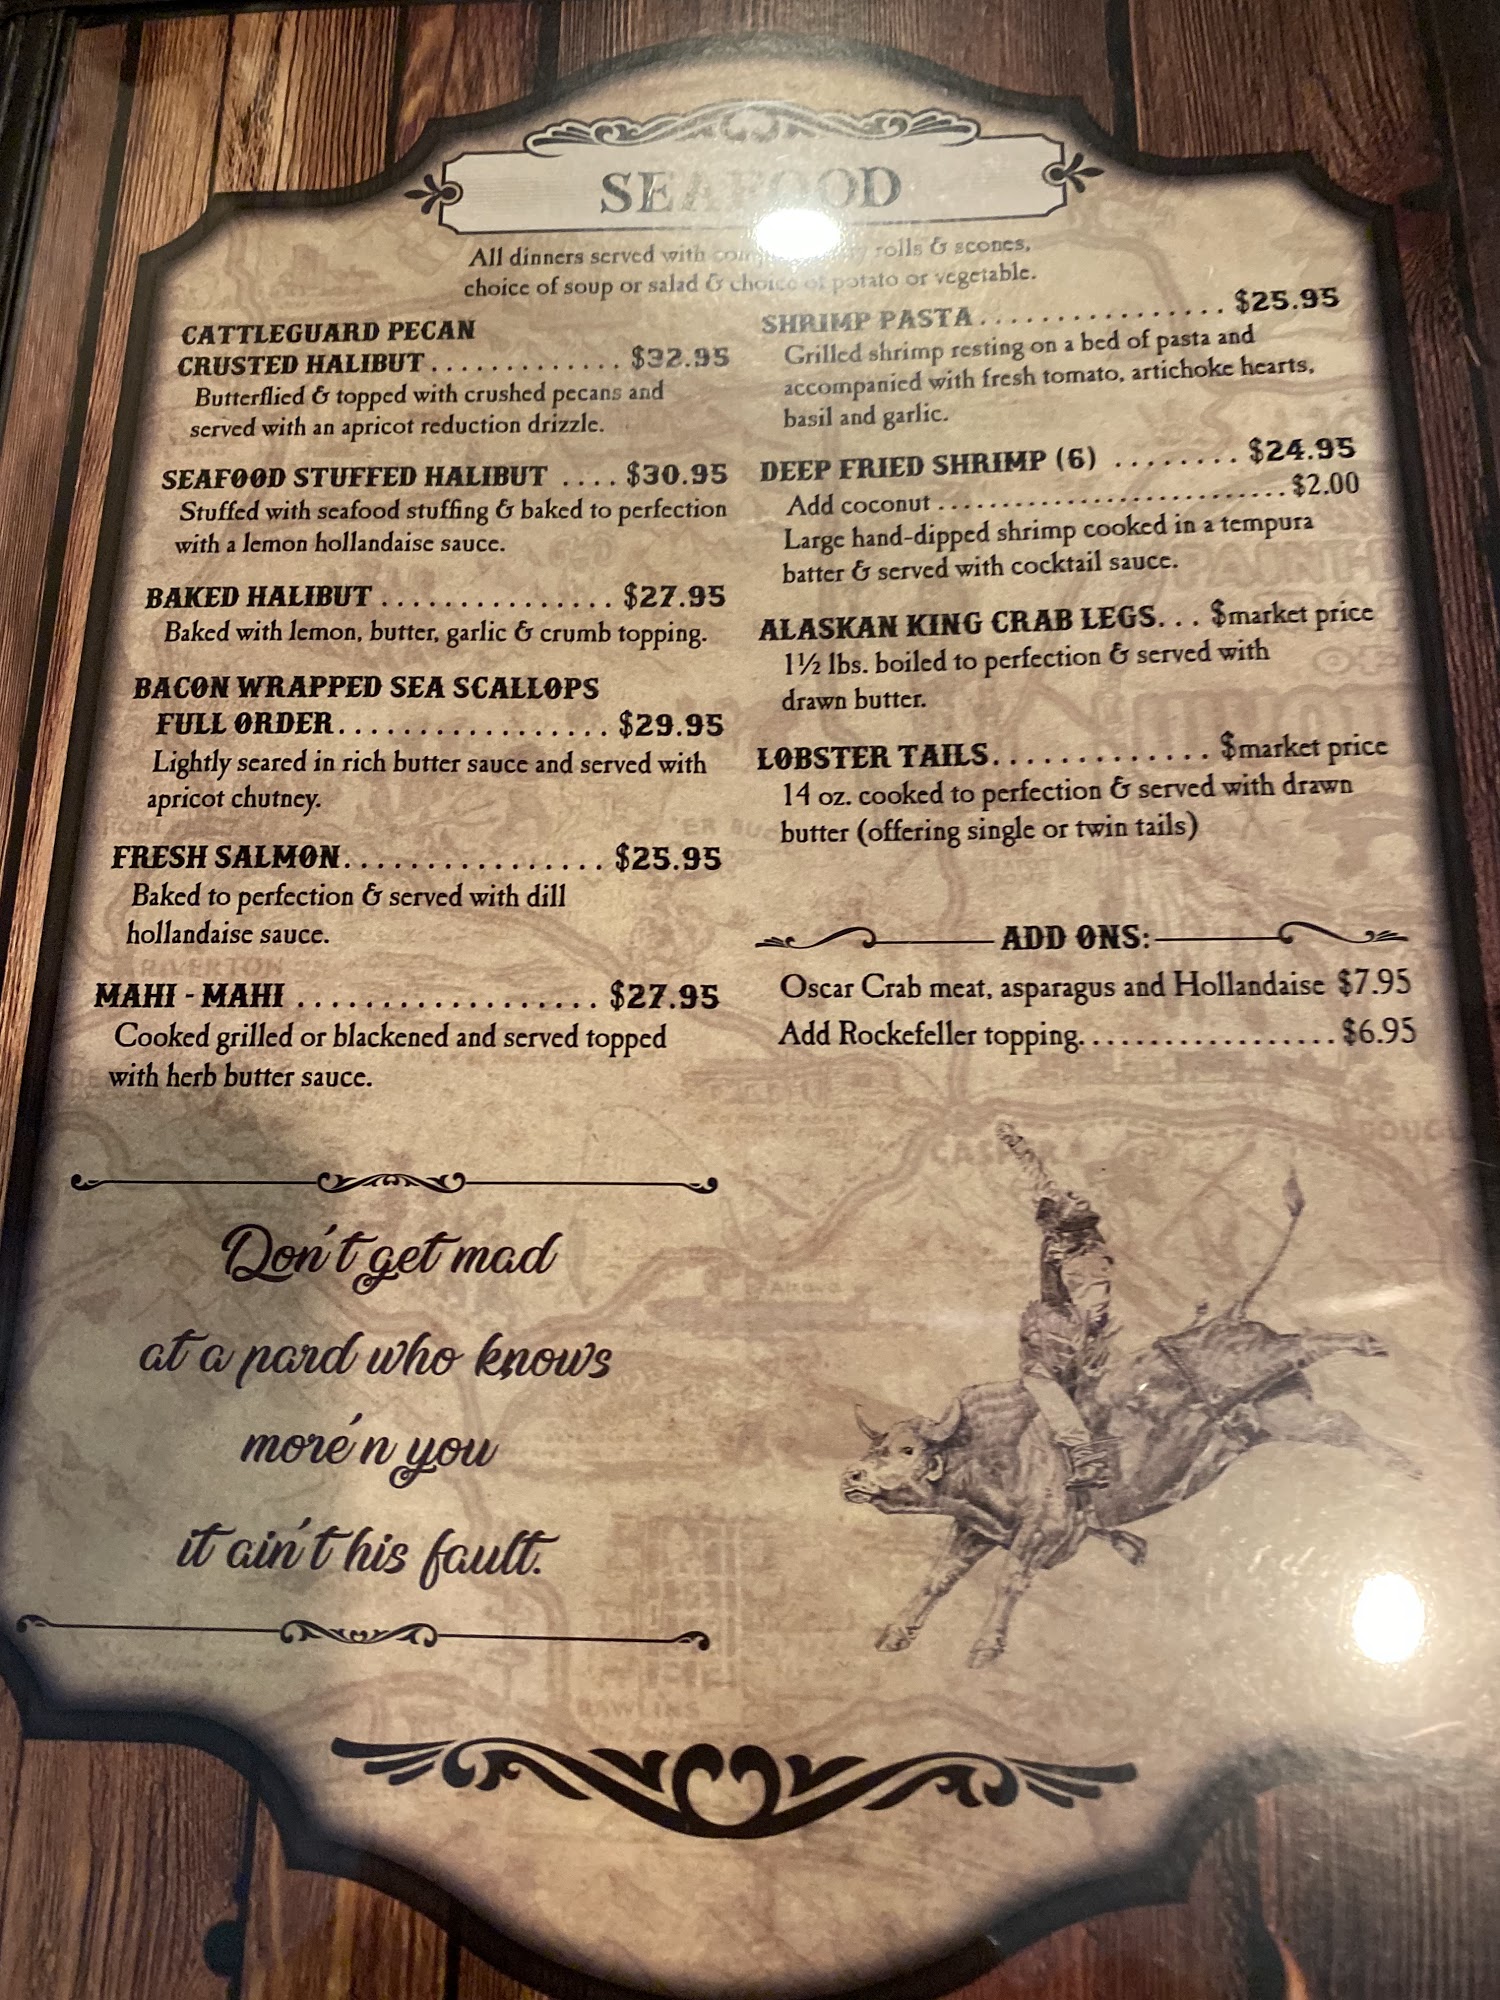 SEAFOOD
All dinners served with rolls & scones,
choice of soup or salad & choice of potato or vegetable.
CATTLEGUARD PECAN
CRUSTED HALIBUT............. $32.95
Butterflied & topped with crushed pecans and
served with an apricot reduction drizzle.
SEAFOOD STUFFED HALIBUT .... $30.95
Stuffed with seafood stuffing & baked to perfection
with a lemon hollandaise sauce.
BAKED HALIBUT............... $27.95
Baked with lemon, butter, garlic & crumb topping.
BACON WRAPPED SEA SCALLOPS
FULL ORDER................. $29.95
Lightly seared in rich butter sauce and served with
apricot chutney.
FRESH SALMON................ $25.95
Baked to perfection & served with dill
hollandaise sauce.
MAHI - MAHI .................. $27.95
Cooked grilled or blackened and served topped
with herb butter sauce.
SHRIMP PASTA................ $25.95
Grilled shrimp resting on a bed of pasta and
accompanied with fresh tomato, artichoke hearts,
basil and garlic.
DEEP FRIED SHRIMP (6) ........ $24.95
Add coconut ............................ $2.00
Large hand-dipped shrimp cooked in a tempura
batter & served with cocktail sauce.
ALASKAN KING CRAB LEGS... $market price
1½ lbs. boiled to perfection & served with
drawn butter.
LOBSTER TAILS............. $market price
14 oz. cooked to perfection & served with drawn
butter (offering single or twin tails)
ADD ONS:
Oscar Crab meat, asparagus and Hollandaise $7.95
Add Rockefeller topping................... $6.95
Don't get mad
at a pard who knows
more'n you
it ain't his fault.
RIVERTON
CASPER
RAWLINS